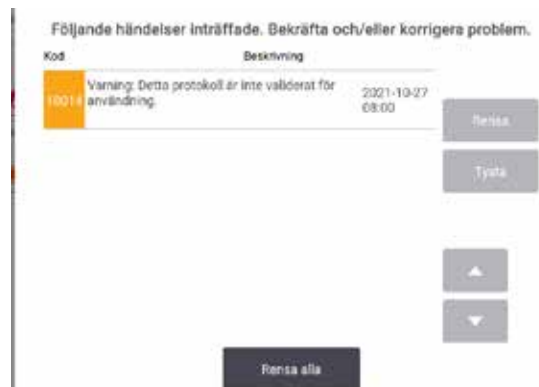 Följande händelser inträffade. Bekräfta och/eller korrigera problem.
Kod Beskrivning
10014 Varning: Detta protokoll är inte validerat för användning. 2021-10-27
08:00
Rensa
Tysta
Rensa alla